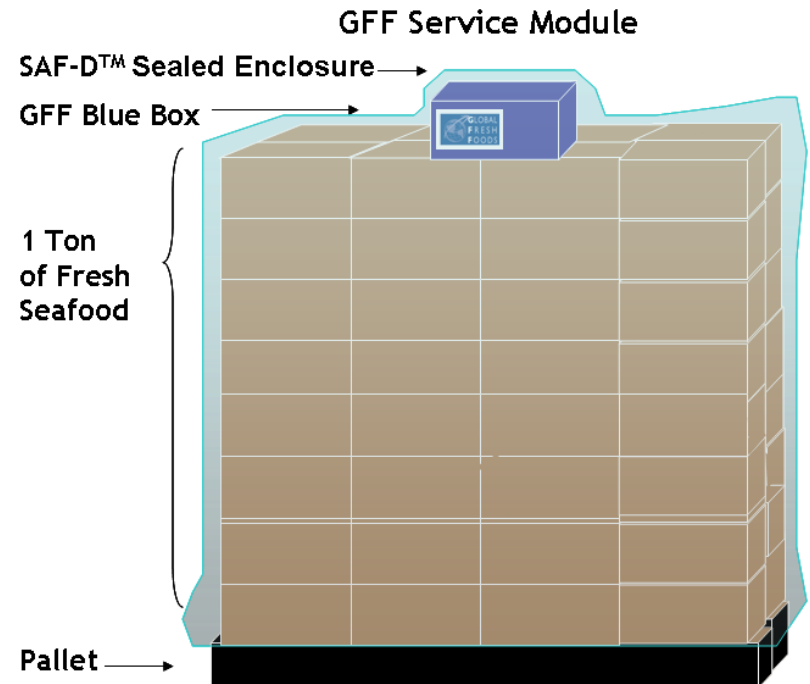 GFF Service Module
SAF-D™ Sealed Enclosure
GFF Blue Box
GLOBAL
FRESH
FOODS
1 Ton
of Fresh
Seafood
Pallet